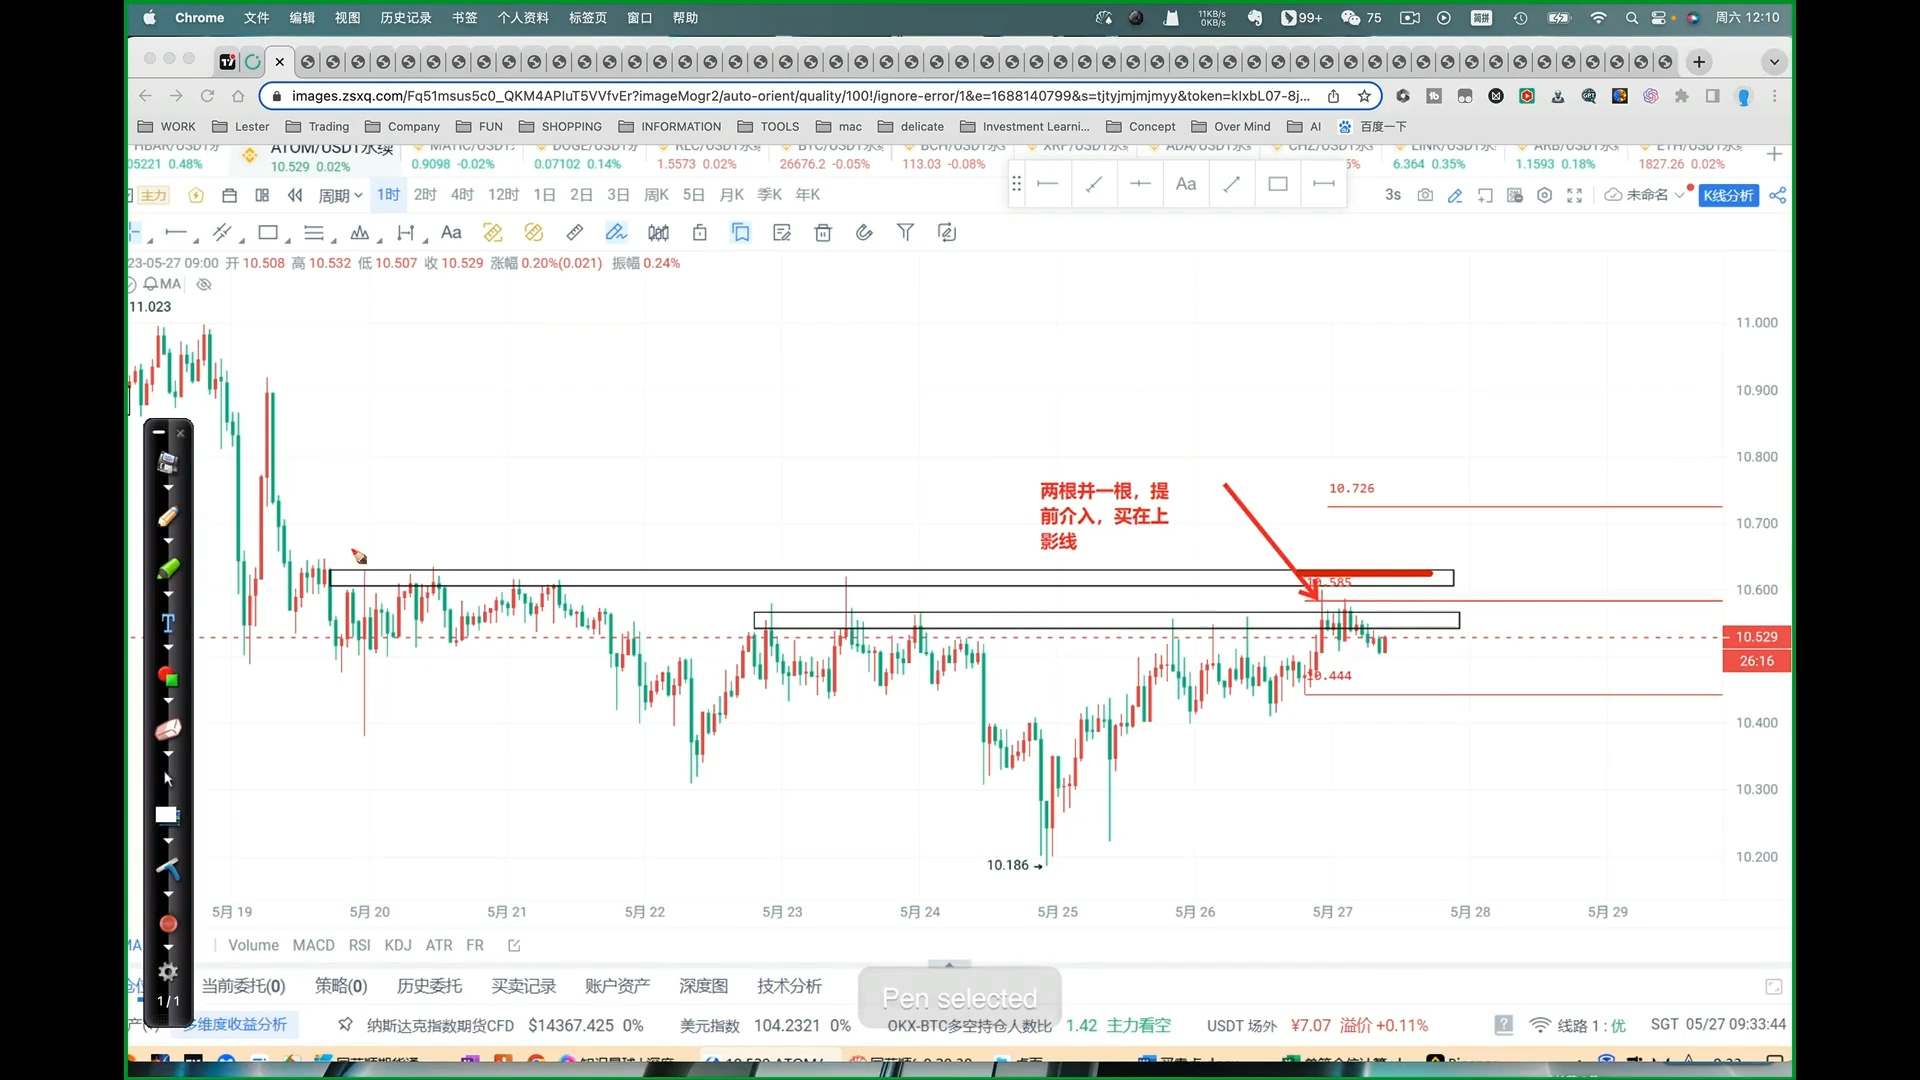 Chrome 文件 编辑 视图 历史记录 书签 个人资料 标签页 窗口 帮助 11KB/s 0KB/s 99+ 75 简拼 周六 12:10
images.zsxq.com/Fq51msus5c0_QKM4APIuT5VVfvEr?imageMogr2/auto-orient/quality/100!/ignore-error/1&e=1688140799&s=tjtyjmjmjmyy&token=kIxbL07-8j...
WORK Lester Trading Company FUN SHOPPING INFORMATION TOOLS mac delicate Investment Learni... Concept Over Mind AI 百度一下
ATOM/USDT永续
05221 0.48% 10.529 0.02% 0.9098 -0.02% 0.07102 0.14% 1.5573 0.02% 26676.2 -0.05% 113.03 -0.08% 5% 6.364 0.35% 1.1593 0.18% 1827.26 0.02%
主力 周期 1时 2时 4时 12时 1日 2日 3日 周K 5日 月K 季K 年K Aa 3s 未命名 K线分析
Aa
23-05-27 09:00 开 10.508 高 10.532 低 10.507 收 10.529 涨幅 0.20%(0.021) 振幅 0.24%
MA
11.023
11.000
10.900
10.800
10.726
两根并一根，提
前介入，买在上
影线
10.700
10.585
10.600
10.529
26:16
10.444
10.400
10.300
10.186
10.200
5月 19 5月 20 5月 21 5月 22 5月 23 5月 24 5月 25 5月 26 5月 27 5月 28 5月 29
Volume MACD RSI KDJ ATR FR
当前委托(0) 策略(0) 历史委托 买卖记录 账户资产 深度图 技术分析
1/1
Pen selected
多维度收益分析 纳斯达克指数期货CFD $14367.425 0% 美元指数 104.2321 0% OKX-BTC多空持仓人数比 1.42 主力看空 USDT 场外 ¥7.07 溢价 +0.11% 线路 1 : 优 SGT 05/27 09:33:44